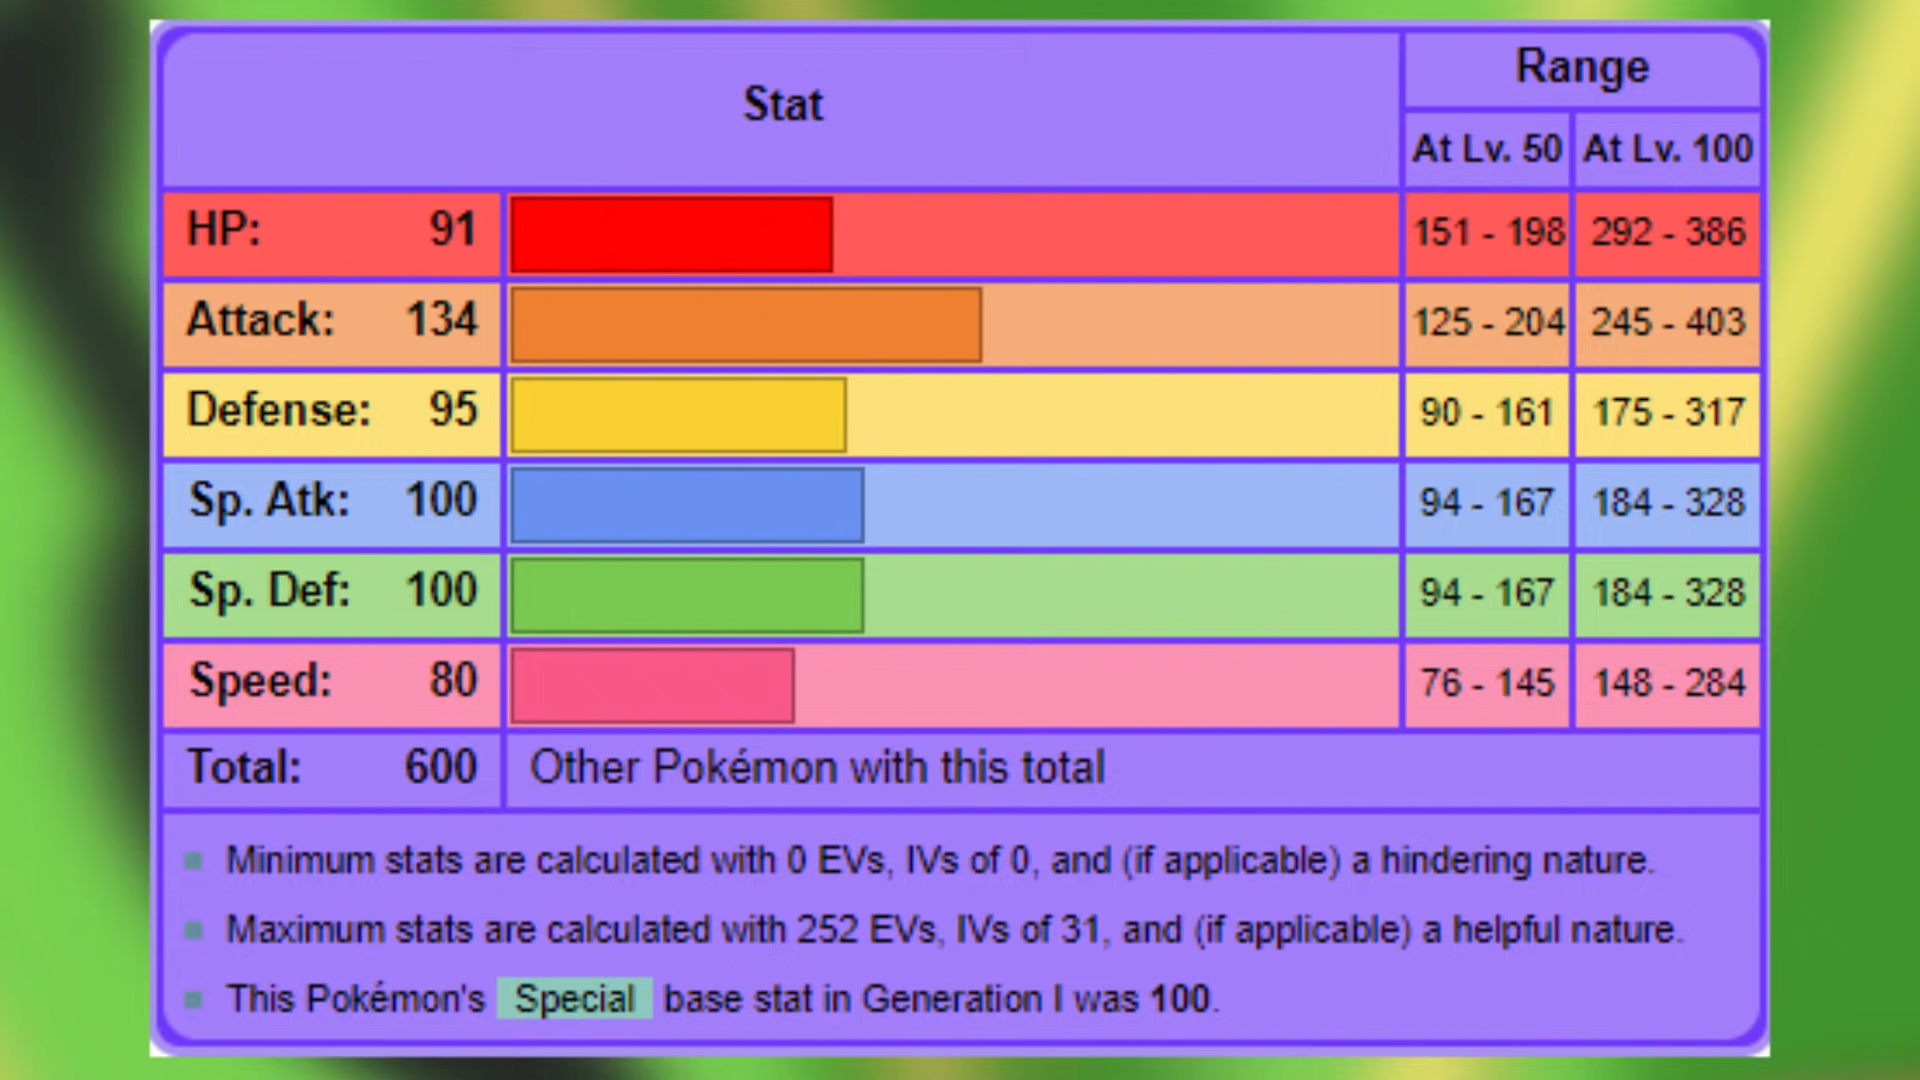 Stat
Range
At Lv. 50 At Lv. 100
HP: 91 151 - 198 292 - 386
Attack: 134 125 - 204 245 - 403
Defense: 95 90 - 161 175 - 317
Sp. Atk: 100 94 - 167 184 - 328
Sp. Def: 100 94 - 167 184 - 328
Speed: 80 76 - 145 148 - 284
Total: 600 Other Pokémon with this total
Minimum stats are calculated with 0 EVs, IVs of 0, and (if applicable) a hindering nature.
Maximum stats are calculated with 252 EVs, IVs of 31, and (if applicable) a helpful nature.
This Pokémon's Special base stat in Generation I was 100.